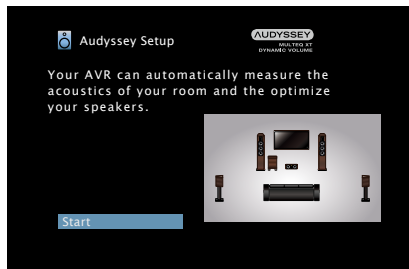 Audyssey Setup
AUDYSSEY
MULTEQ XT
DYNAMIC VOLUME
Your AVR can automatically measure the
acoustics of your room and the optimize
your speakers.
Start